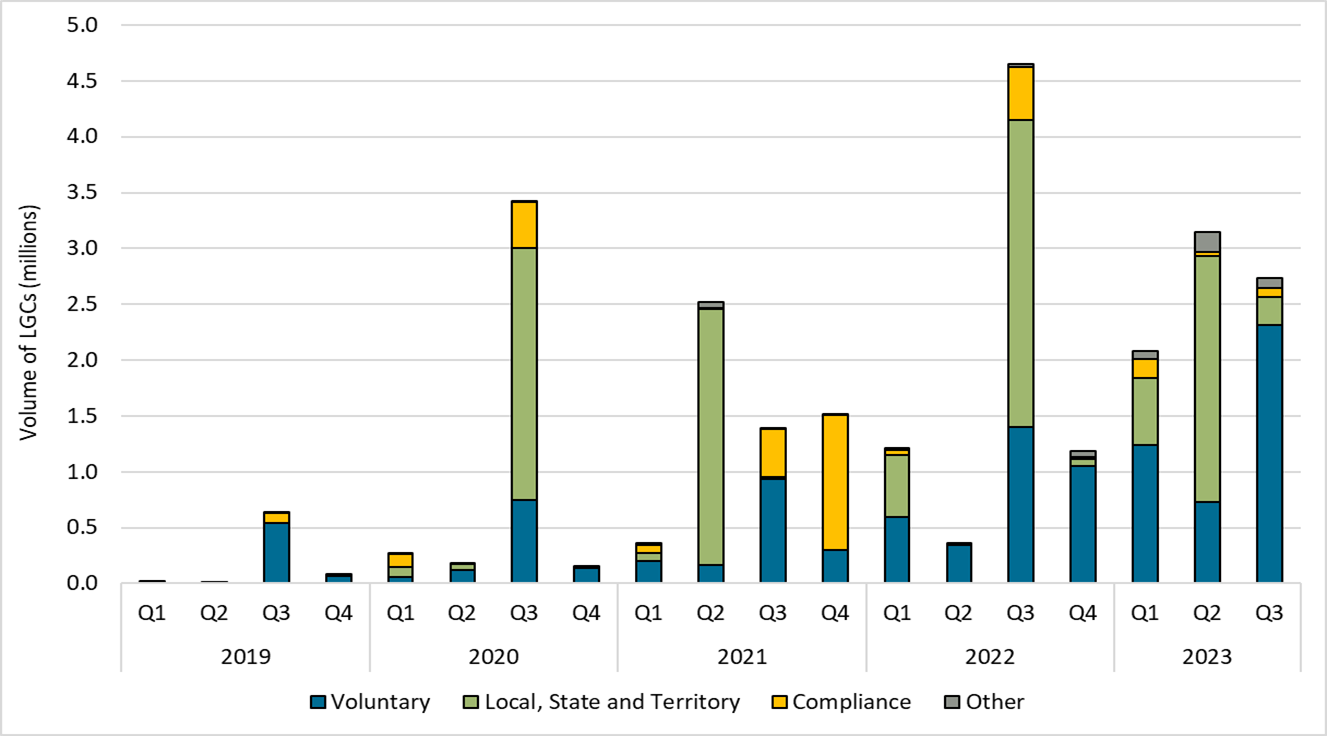 Volume of LGCs (millions)
5.0
4.5
4.0
3.5
3.0
2.5
2.0
1.5
1.0
0.5
0.0
Q1 Q2 Q3 Q4 Q1 Q2 Q3 Q4 Q1 Q2 Q3 Q4 Q1 Q2 Q3 Q4 Q1 Q2 Q3
2019 2020 2021 2022 2023
Voluntary Local, State and Territory Compliance Other